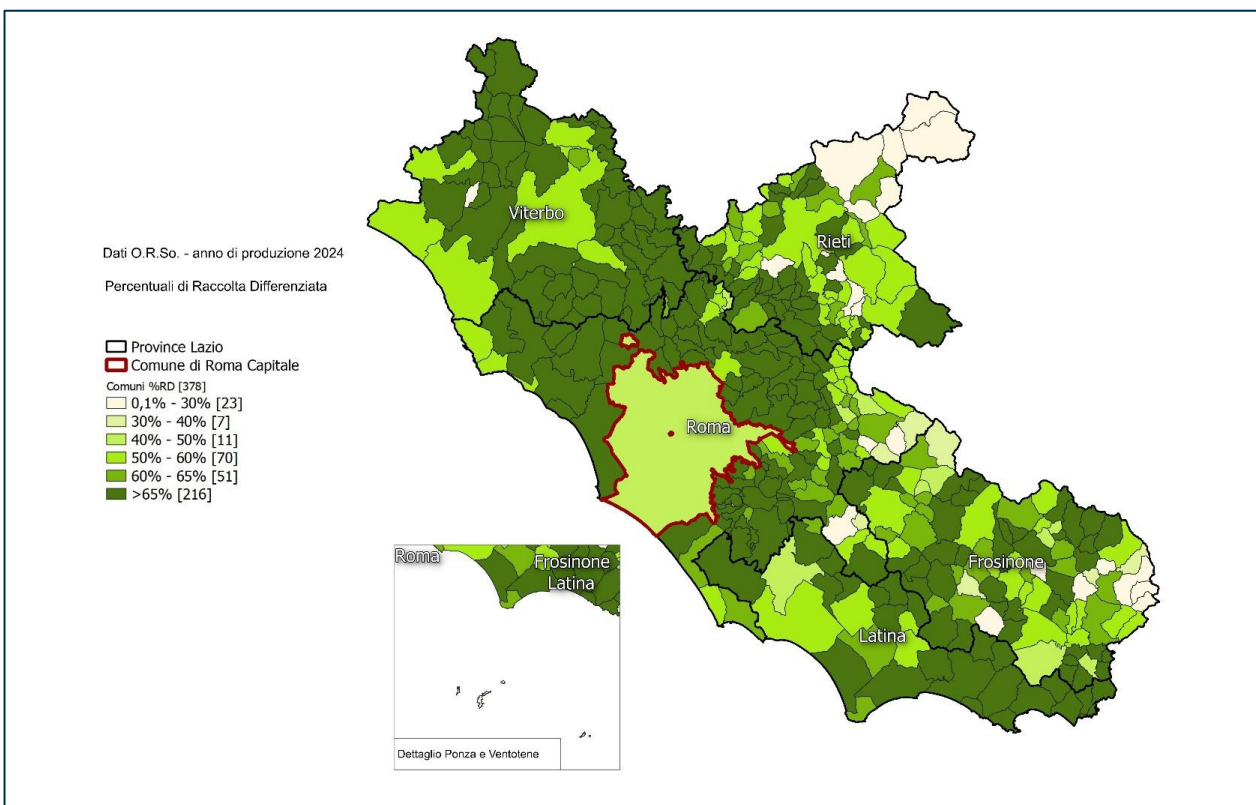 Dati O.R.So. - anno di produzione 2024
Percentuali di Raccolta Differenziata
Province Lazio
Comune di Roma Capitale
Comuni %RD [378]
0,1% - 30% [23]
30% - 40% [7]
40% - 50% [11]
50% - 60% [70]
60% - 65% [51]
>65% [216]
Viterbo
Rieti
Roma
Frosinone
Latina
Roma
Frosinone
Latina
Dettaglio Ponza e Ventotene